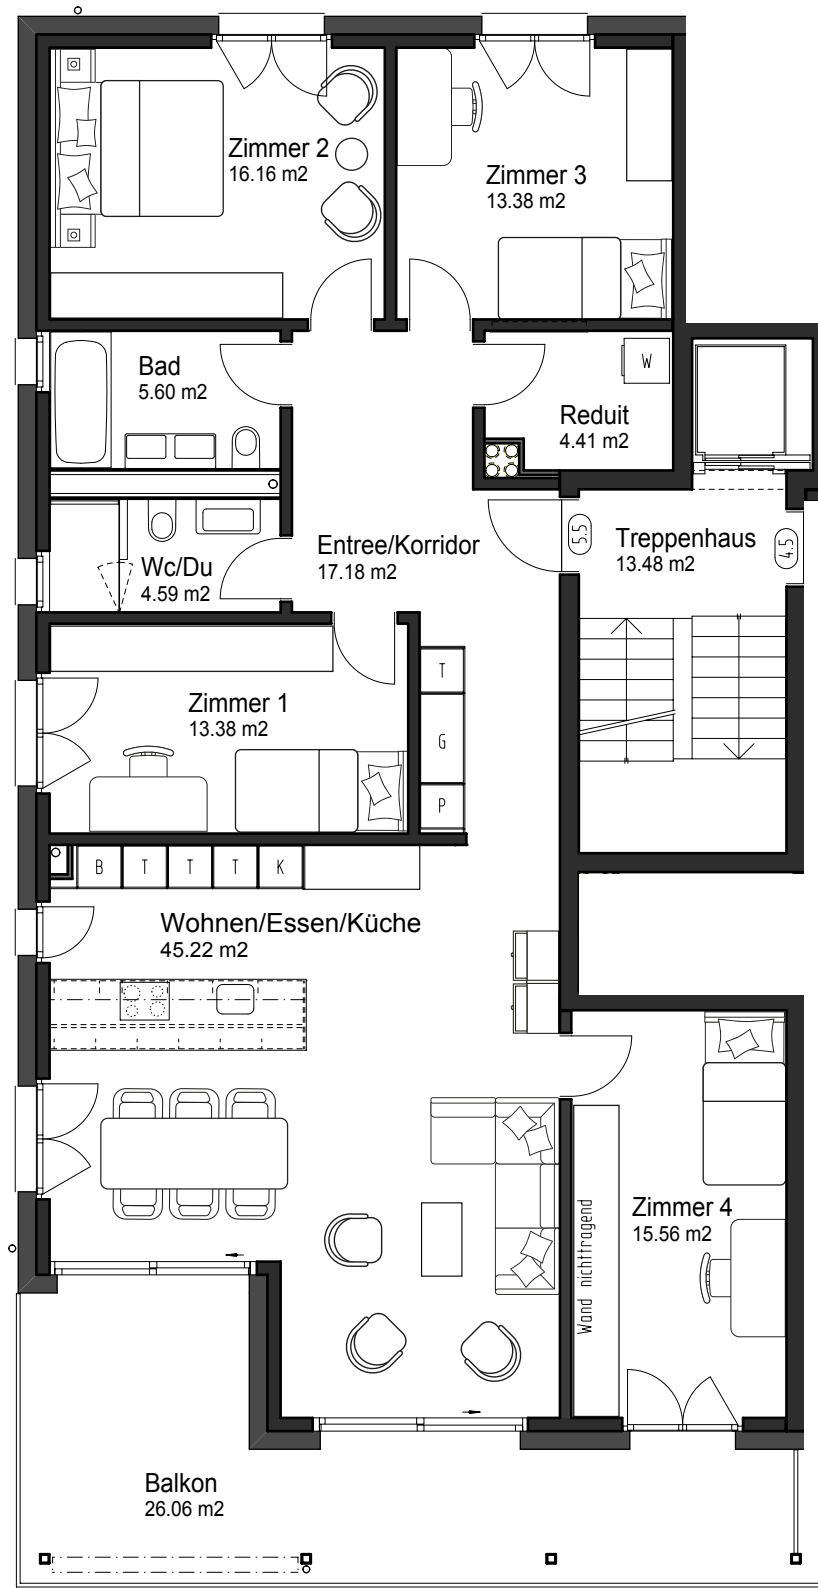 Zimmer 2
16.16 m2
Zimmer 3
13.38 m2
Bad
5.60 m2
W
Reduit
4.41 m2
Entree/Korridor
17.18 m2
5.5
Treppenhaus
13.48 m2
4.5
Wc/Du
4.59 m2
Zimmer 1
13.38 m2
T
G
P
B
T
T
T
K
Wohnen/Essen/Küche
45.22 m2
Zimmer 4
15.56 m2
Wand nichttragend
Balkon
26.06 m2